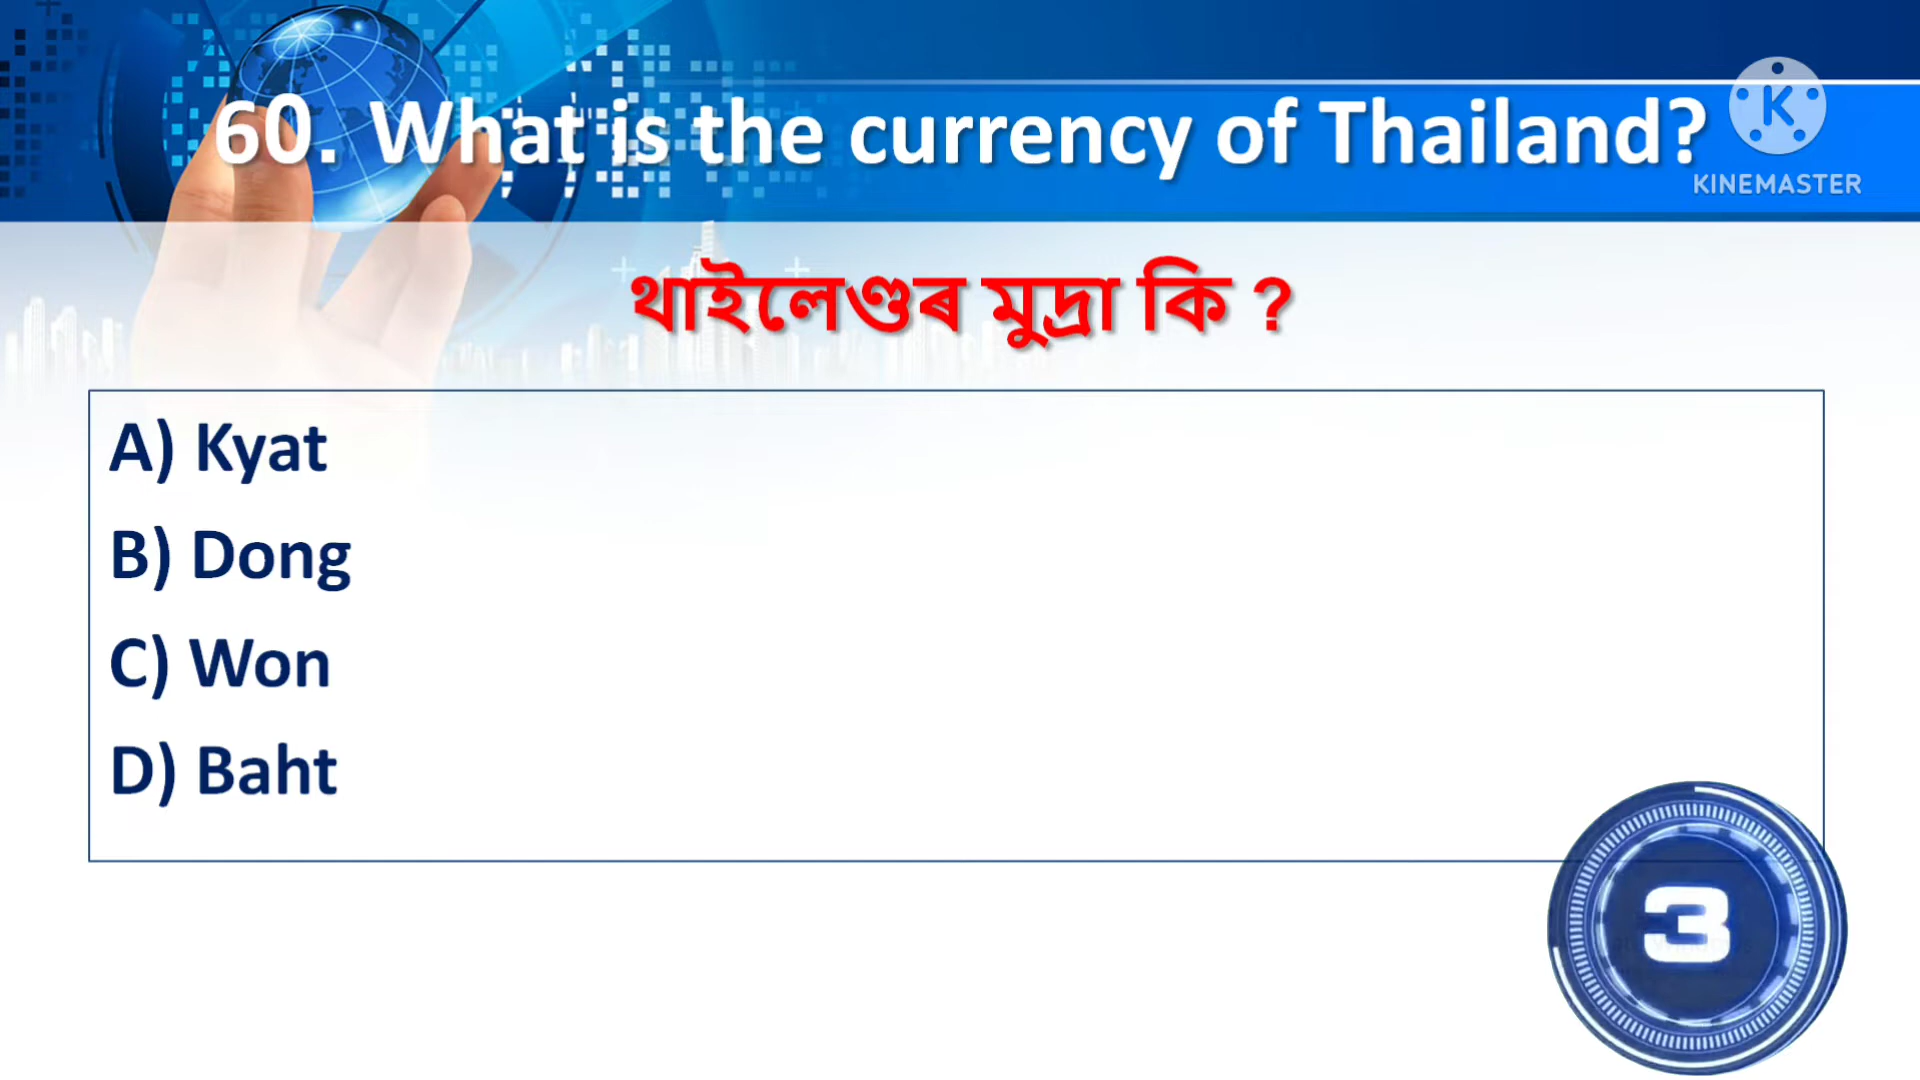 60. What is the currency of Thailand?
KINEMASTER
থাইলেণ্ডৰ মুদ্ৰা কি ?
A) Kyat
B) Dong
C) Won
D) Baht
3